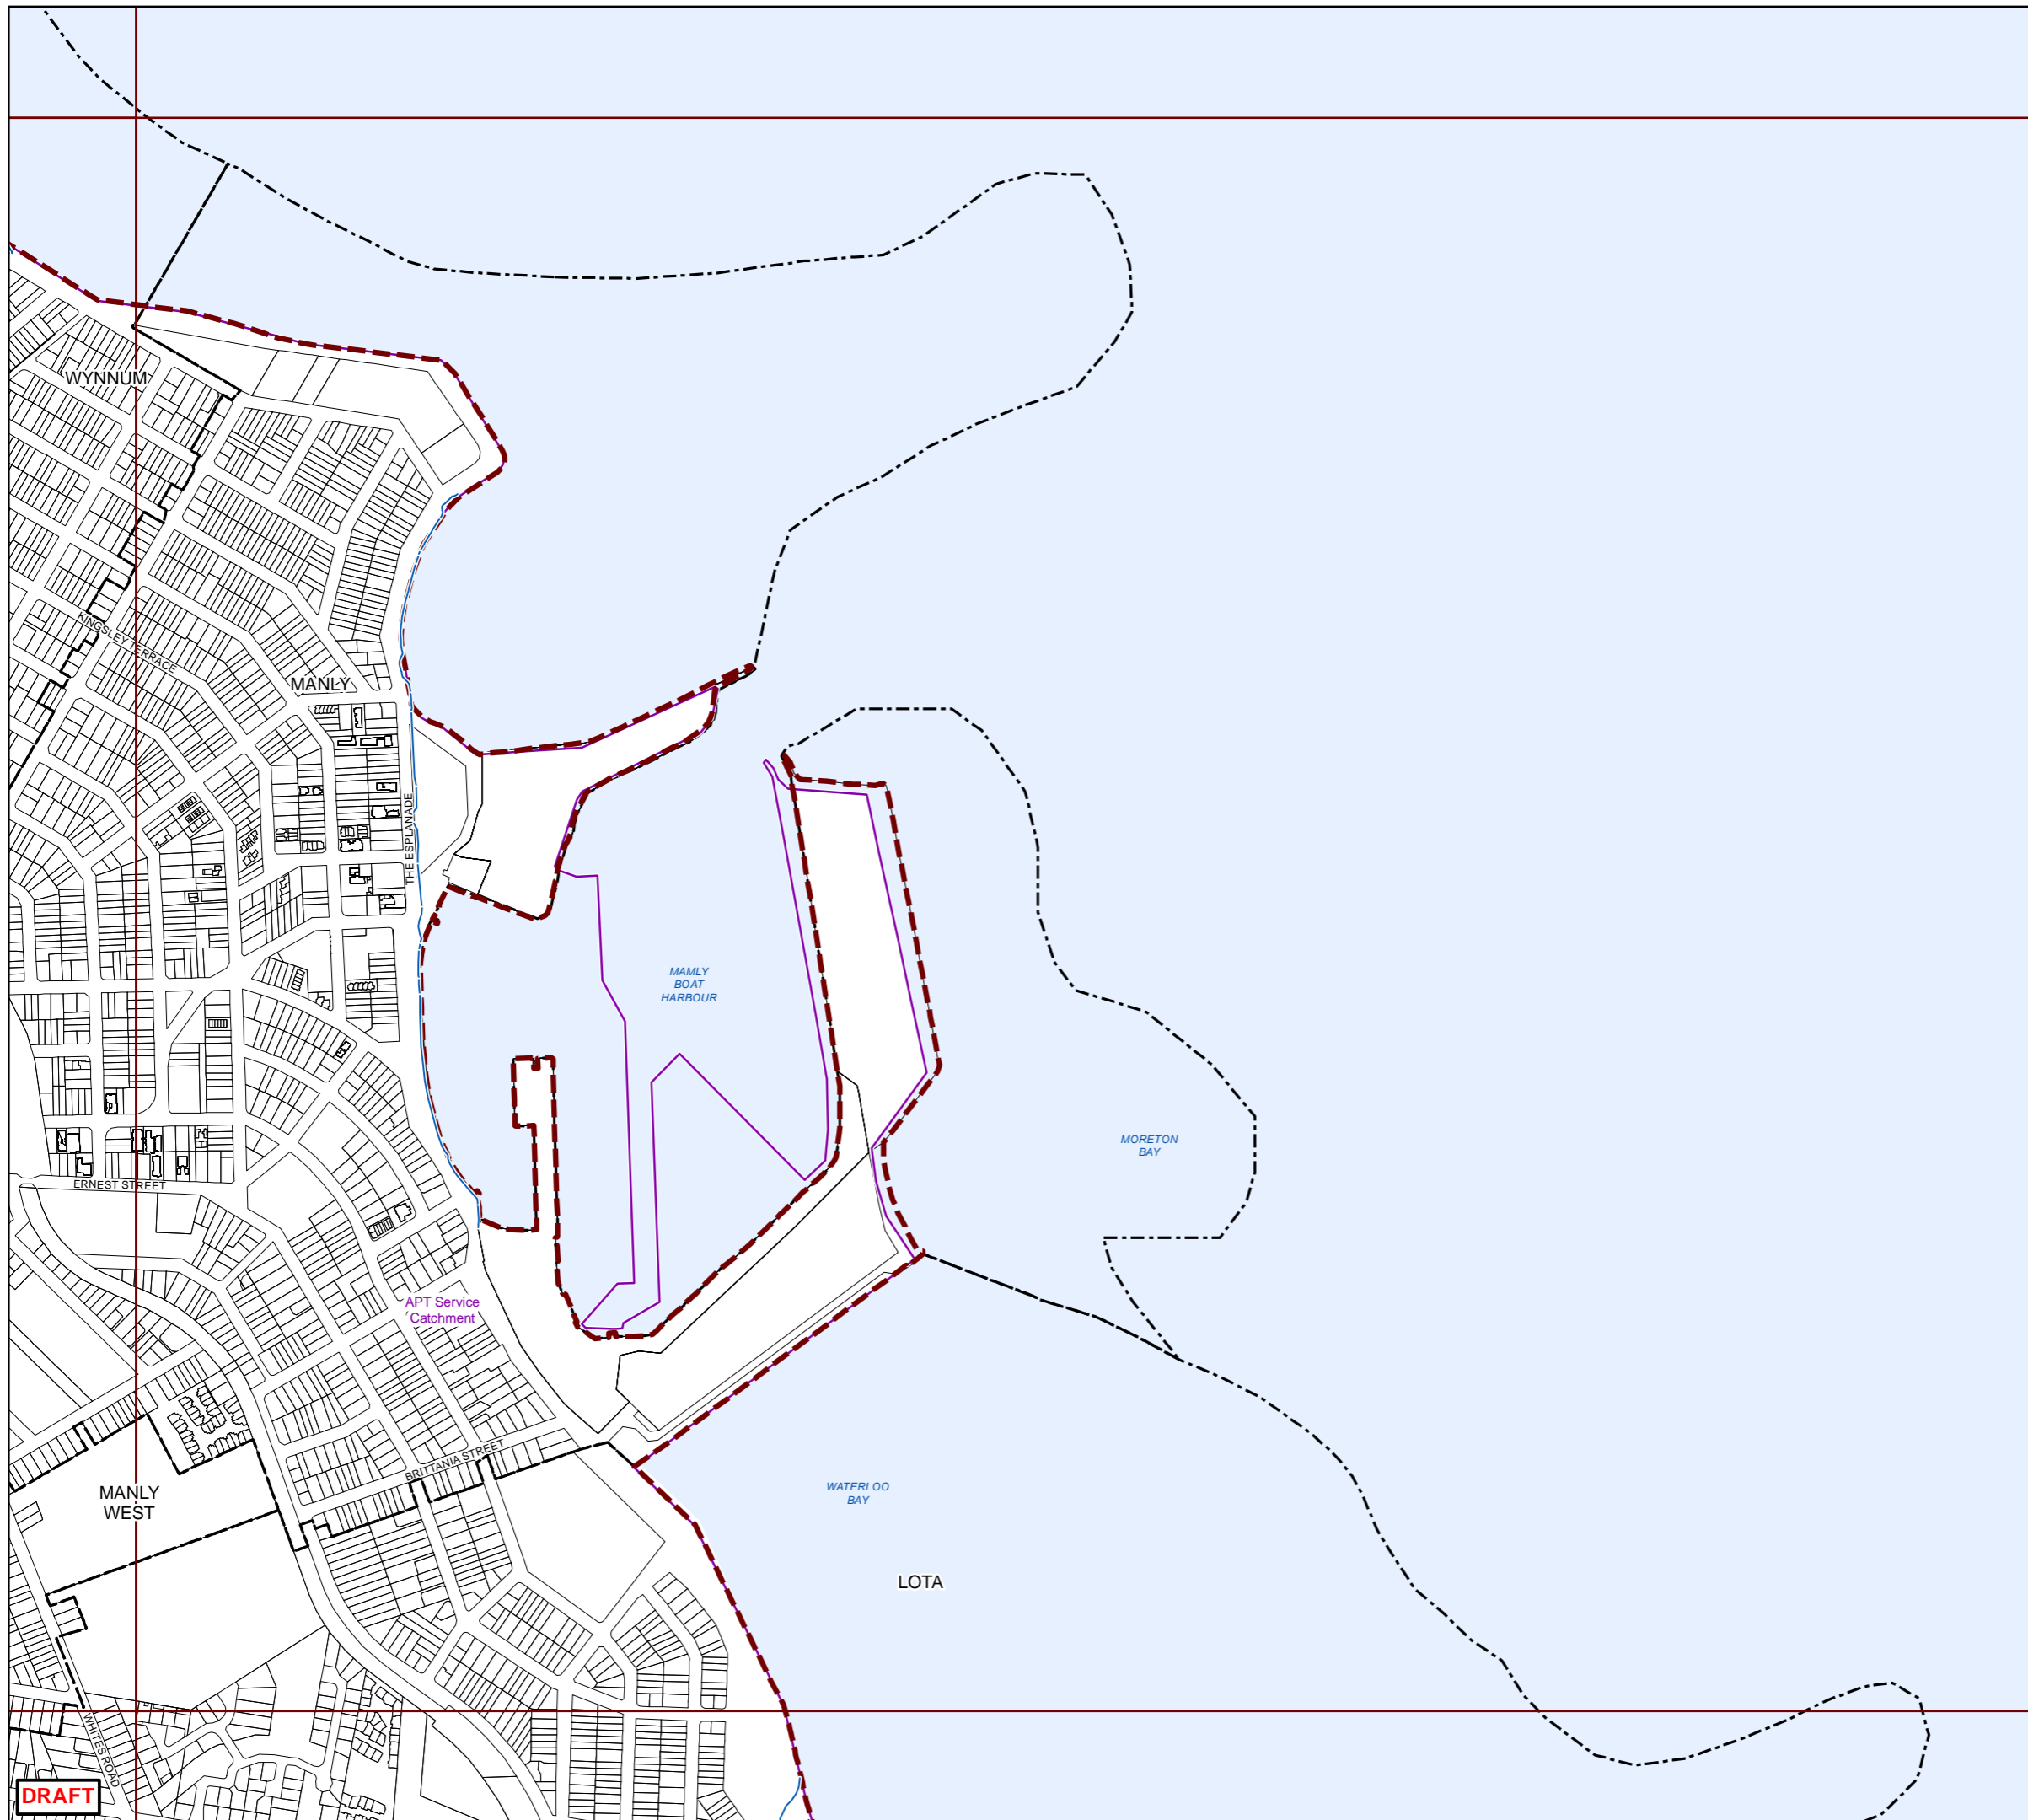 WYNNUM
KINGSLEY TERRACE
MANLY
THE ESPLANADE
MAMLY
BOAT
HARBOUR
MORETON
BAY
ERNEST STREET
APT Service
Catchment
BRITTANIA STREET
MANLY
WEST
WATERLOO
BAY
LOTA
WHITES ROAD
DRAFT